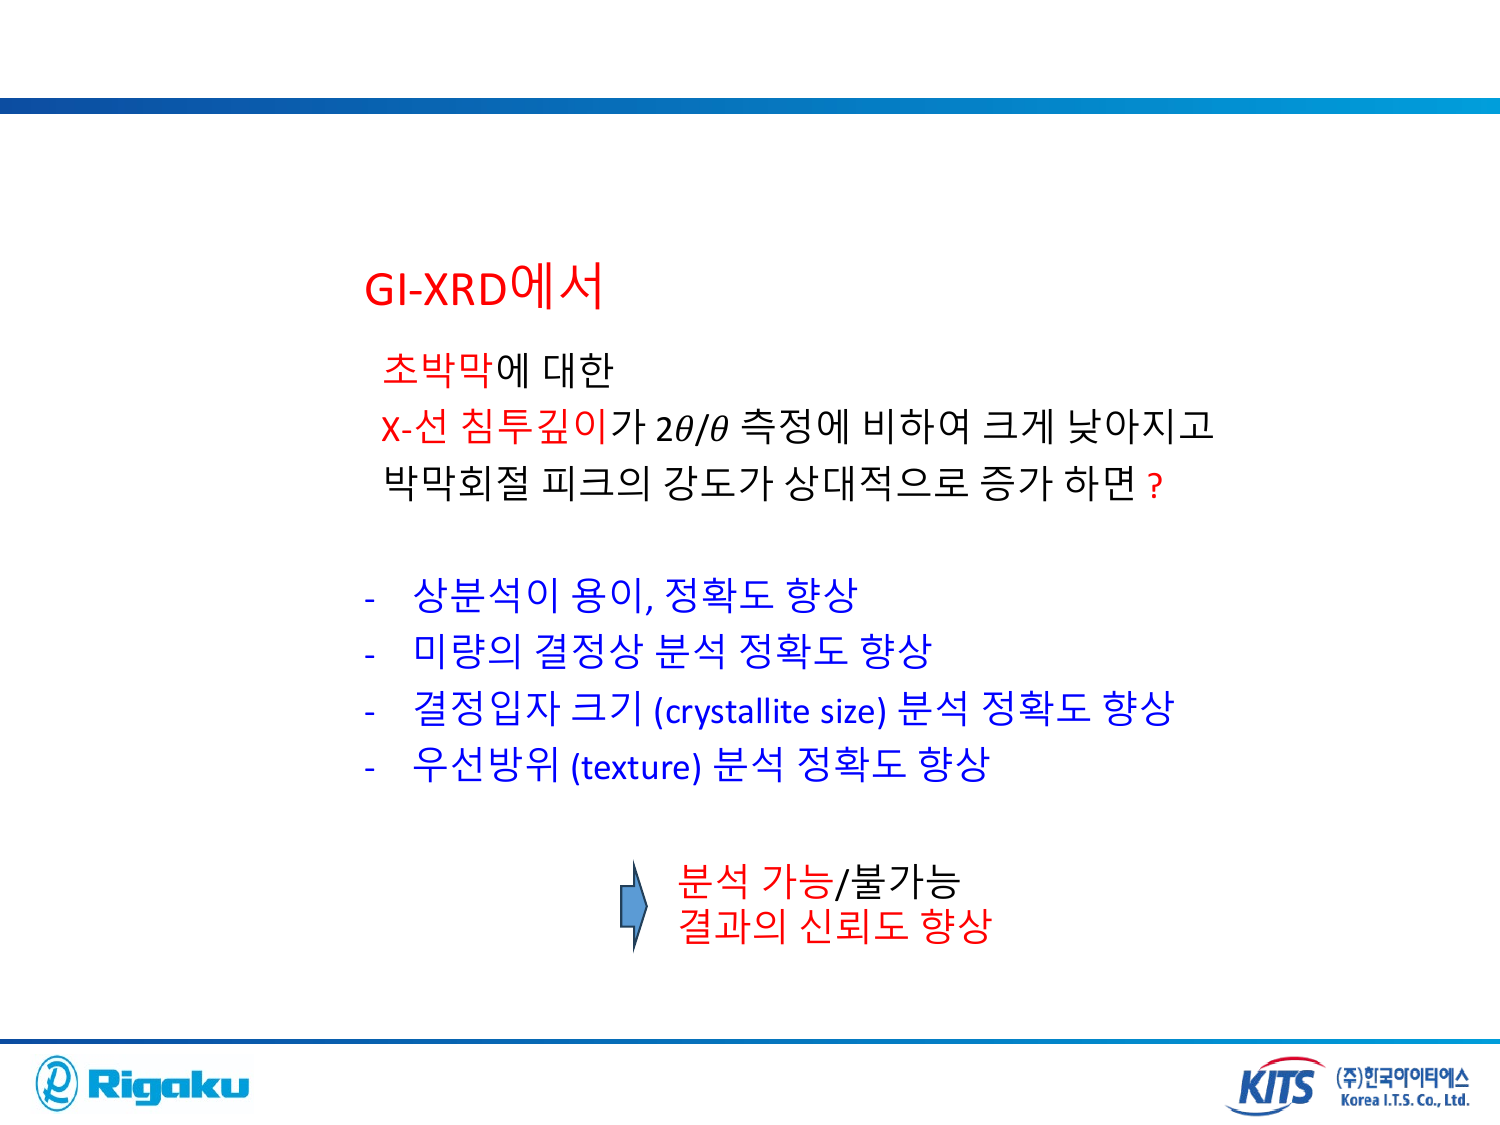 GI-XRD에서
초박막에 대한
X-선 침투깊이가 2θ/θ 측정에 비하여 크게 낮아지고
박막회절 피크의 강도가 상대적으로 증가 하면 ?
- 상분석이 용이, 정확도 향상
- 미량의 결정상 분석 정확도 향상
- 결정입자 크기 (crystallite size) 분석 정확도 향상
- 우선방위 (texture) 분석 정확도 향상
분석 가능/불가능
결과의 신뢰도 향상
Rigaku
KITS
(주)한국아이티에스
Korea I.T.S. Co., Ltd.